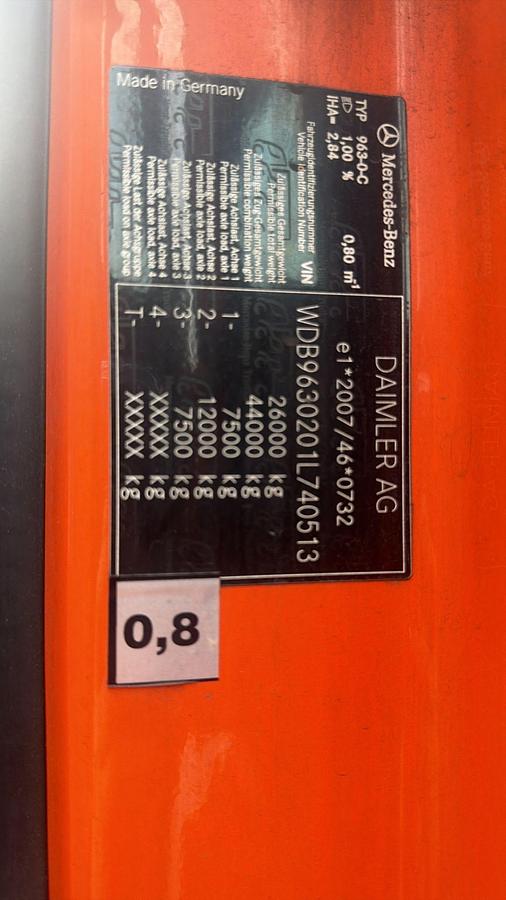 Mercedes-Benz
TYP 963-0-C
1,00 % 0,80 m-1
IHA= 2,84
DAIMLER AG
e1*2007/46*0732
Fahrzeugidentifizierungsnummer
Vehicle Identification Number VIN WDB9630201L740513
Zulässiges Gesamtgewicht
Permissible total weight 26000 kg
Zulässiges Zug-Gesamtgewicht
Permissible combination weight 44000 kg
Zulässige Achslast, Achse 1
Permissible axle load, axle 1 1- 7500 kg
Zulässige Achslast, Achse 2
Permissible axle load, axle 2 2- 12000 kg
Zulässige Achslast, Achse 3
Permissible axle load, axle 3 3- 7500 kg
Zulässige Achslast, Achse 4
Permissible axle load, axle 4 4- XXXXX kg
Zulässige Last der Achsgruppe
Permissible load on axle group T- XXXXX kg
Made in Germany
0,8